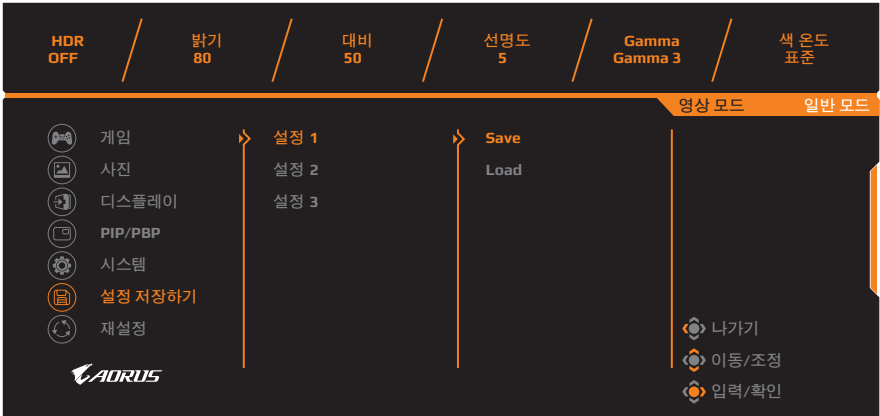 HDR
OFF
밝기
80
대비
50
선명도
5
Gamma
Gamma 3
색 온도
표준
영상 모드 일반 모드
게임 설정 1 Save
사진 설정 2 Load
디스플레이 설정 3
PIP/PBP
시스템
설정 저장하기
재설정
나가기
이동/조정
입력/확인
AORUS